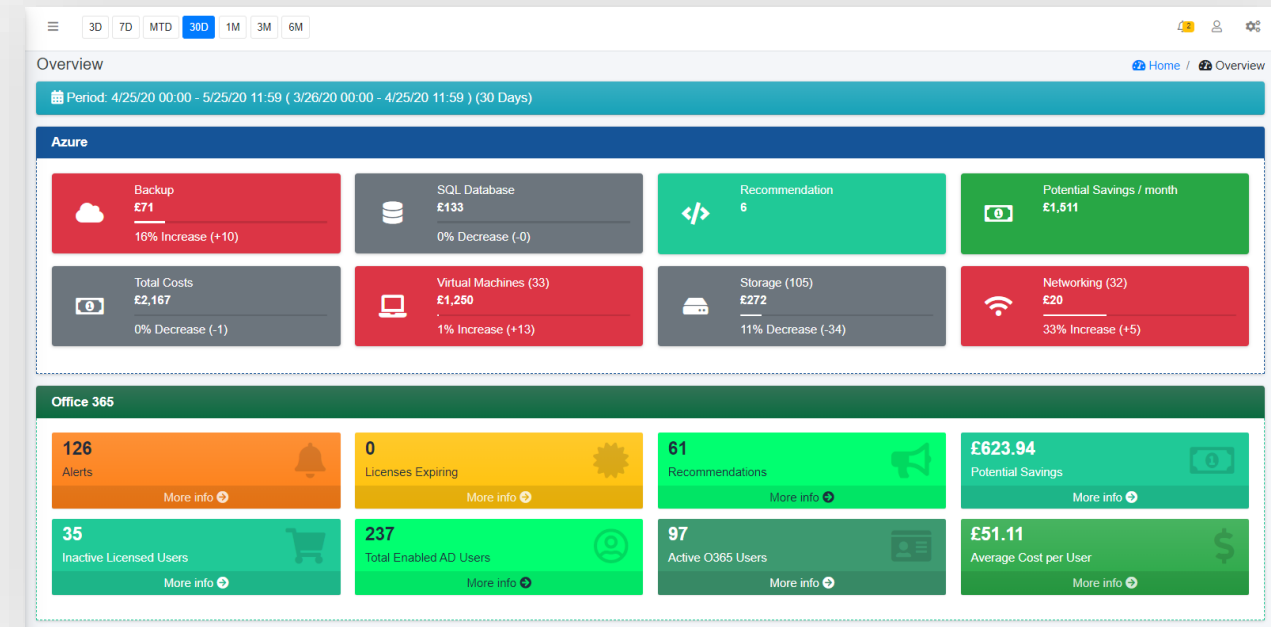 3D 7D MTD 30D 1M 3M 6M 2
Overview Home / Overview
Period: 4/25/20 00:00 - 5/25/20 11:59 ( 3/26/20 00:00 - 4/25/20 11:59 ) (30 Days)
Azure
Backup
£71
16% Increase (+10)
SQL Database
£133
0% Decrease (-0)
Recommendation
6
Potential Savings / month
£1,511
Total Costs
£2,167
0% Decrease (-1)
Virtual Machines (33)
£1,250
1% Increase (+13)
Storage (105)
£272
11% Decrease (-34)
Networking (32)
£20
33% Increase (+5)
Office 365
126
Alerts
More info
0
Licenses Expiring
More info
61
Recommendations
More info
£623.94
Potential Savings
More info
35
Inactive Licensed Users
More info
237
Total Enabled AD Users
More info
97
Active O365 Users
More info
£51.11
Average Cost per User
More info